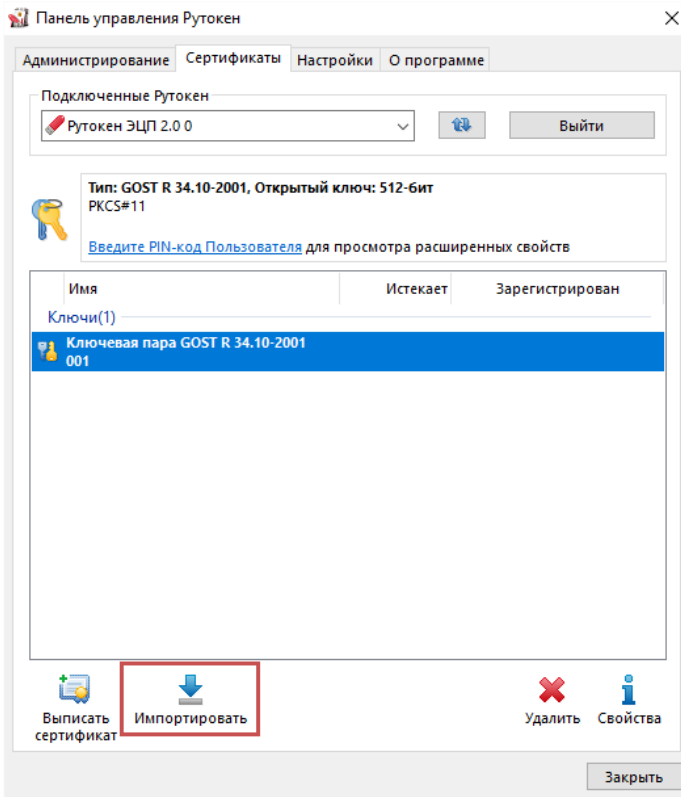 Панель управления Рутокен
Администрирование Сертификаты Настройки О программе
Подключенные Рутокен
Рутокен ЭЦП 2.0 0
Выйти
Тип: GOST R 34.10-2001, Открытый ключ: 512-бит
PKCS#11
Введите PIN-код Пользователя для просмотра расширенных свойств
Имя Истекает Зарегистрирован
Ключи(1)
Ключевая пара GOST R 34.10-2001
001
Выписать сертификат
Импортировать
Удалить
Свойства
Закрыть